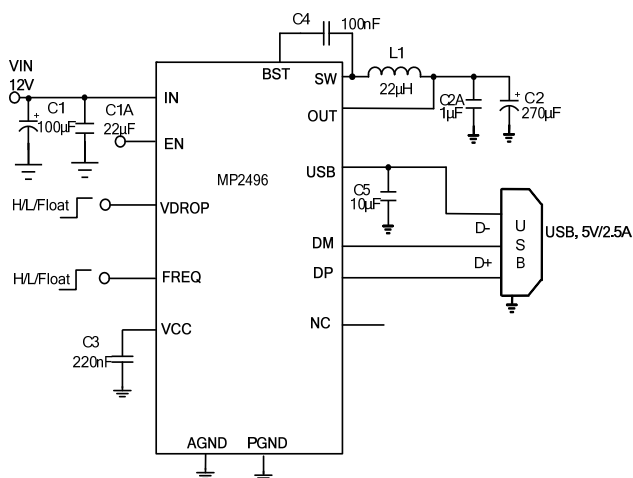 C4
100nF
VIN
12V
BST
L1
SW
22µH
IN
C1
100µF
C1A
22µF
OUT
C2A
1µF
C2
270µF
EN
MP2496
USB
C5
10µF
H/L/Float
VDROP
D-
USB
USB, 5V/2.5A
DM
D+
H/L/Float
FREQ
DP
VCC
NC
C3
220nF
AGND
PGND